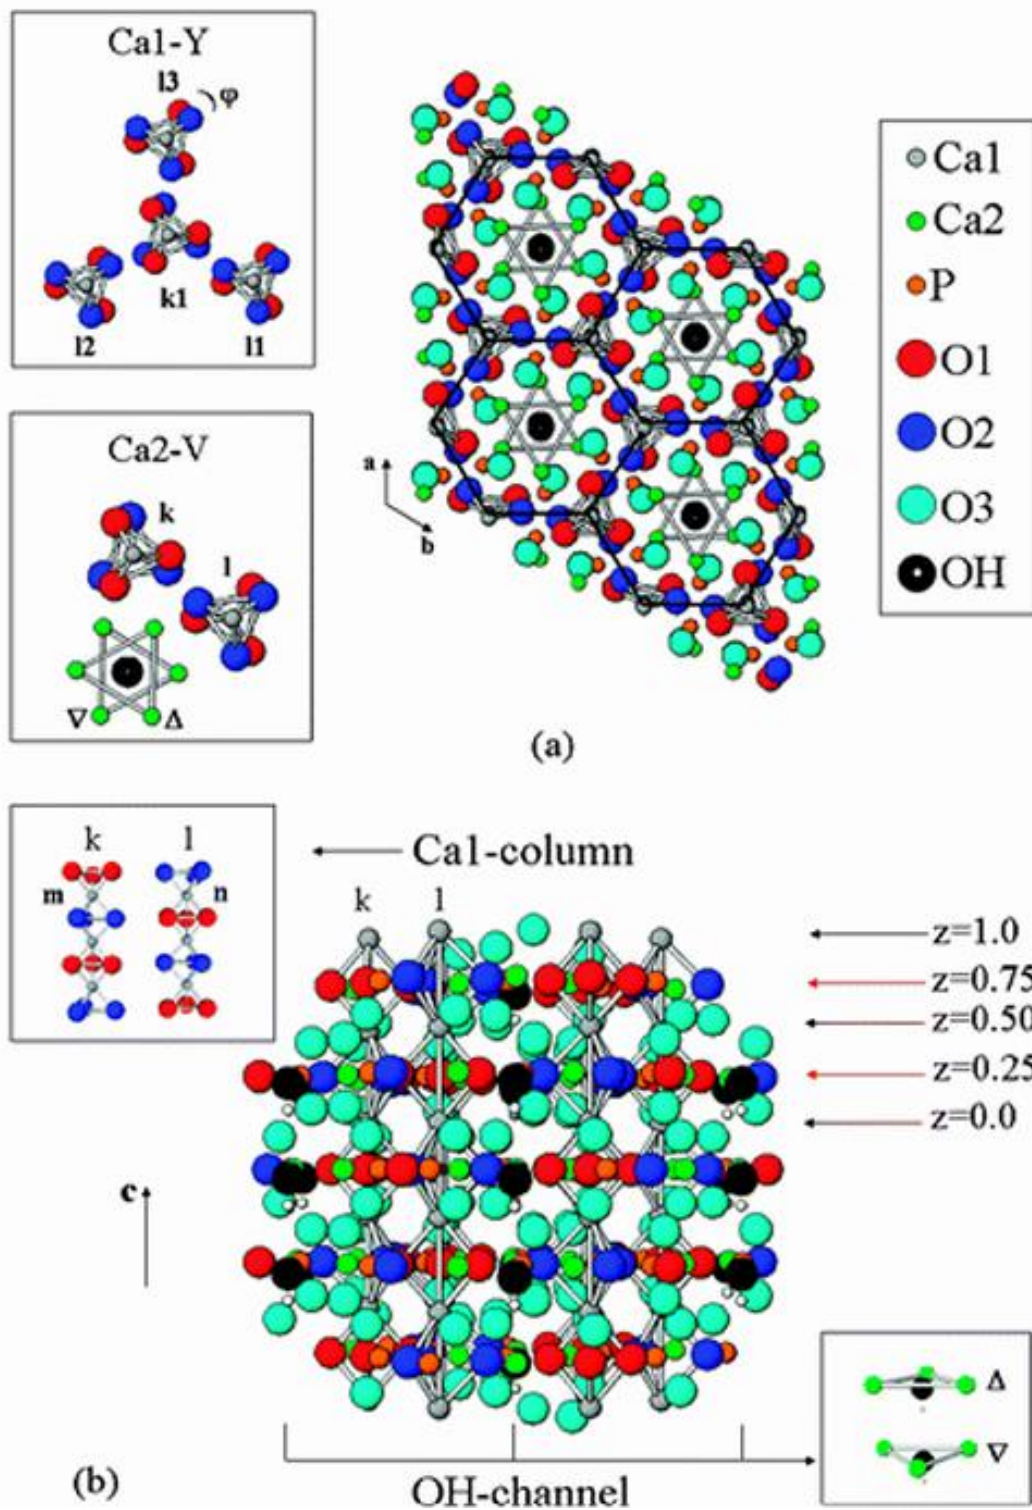 Ca1-Y
l3
φ
k1
l2
l1
Ca2-V
k
l
∇
Δ
a
b
(a)
Ca1
Ca2
P
O1
O2
O3
OH
k
l
m
n
Ca1-column
k
l
z=1.0
z=0.75
z=0.50
z=0.25
z=0.0
c
Δ
∇
(b)
OH-channel